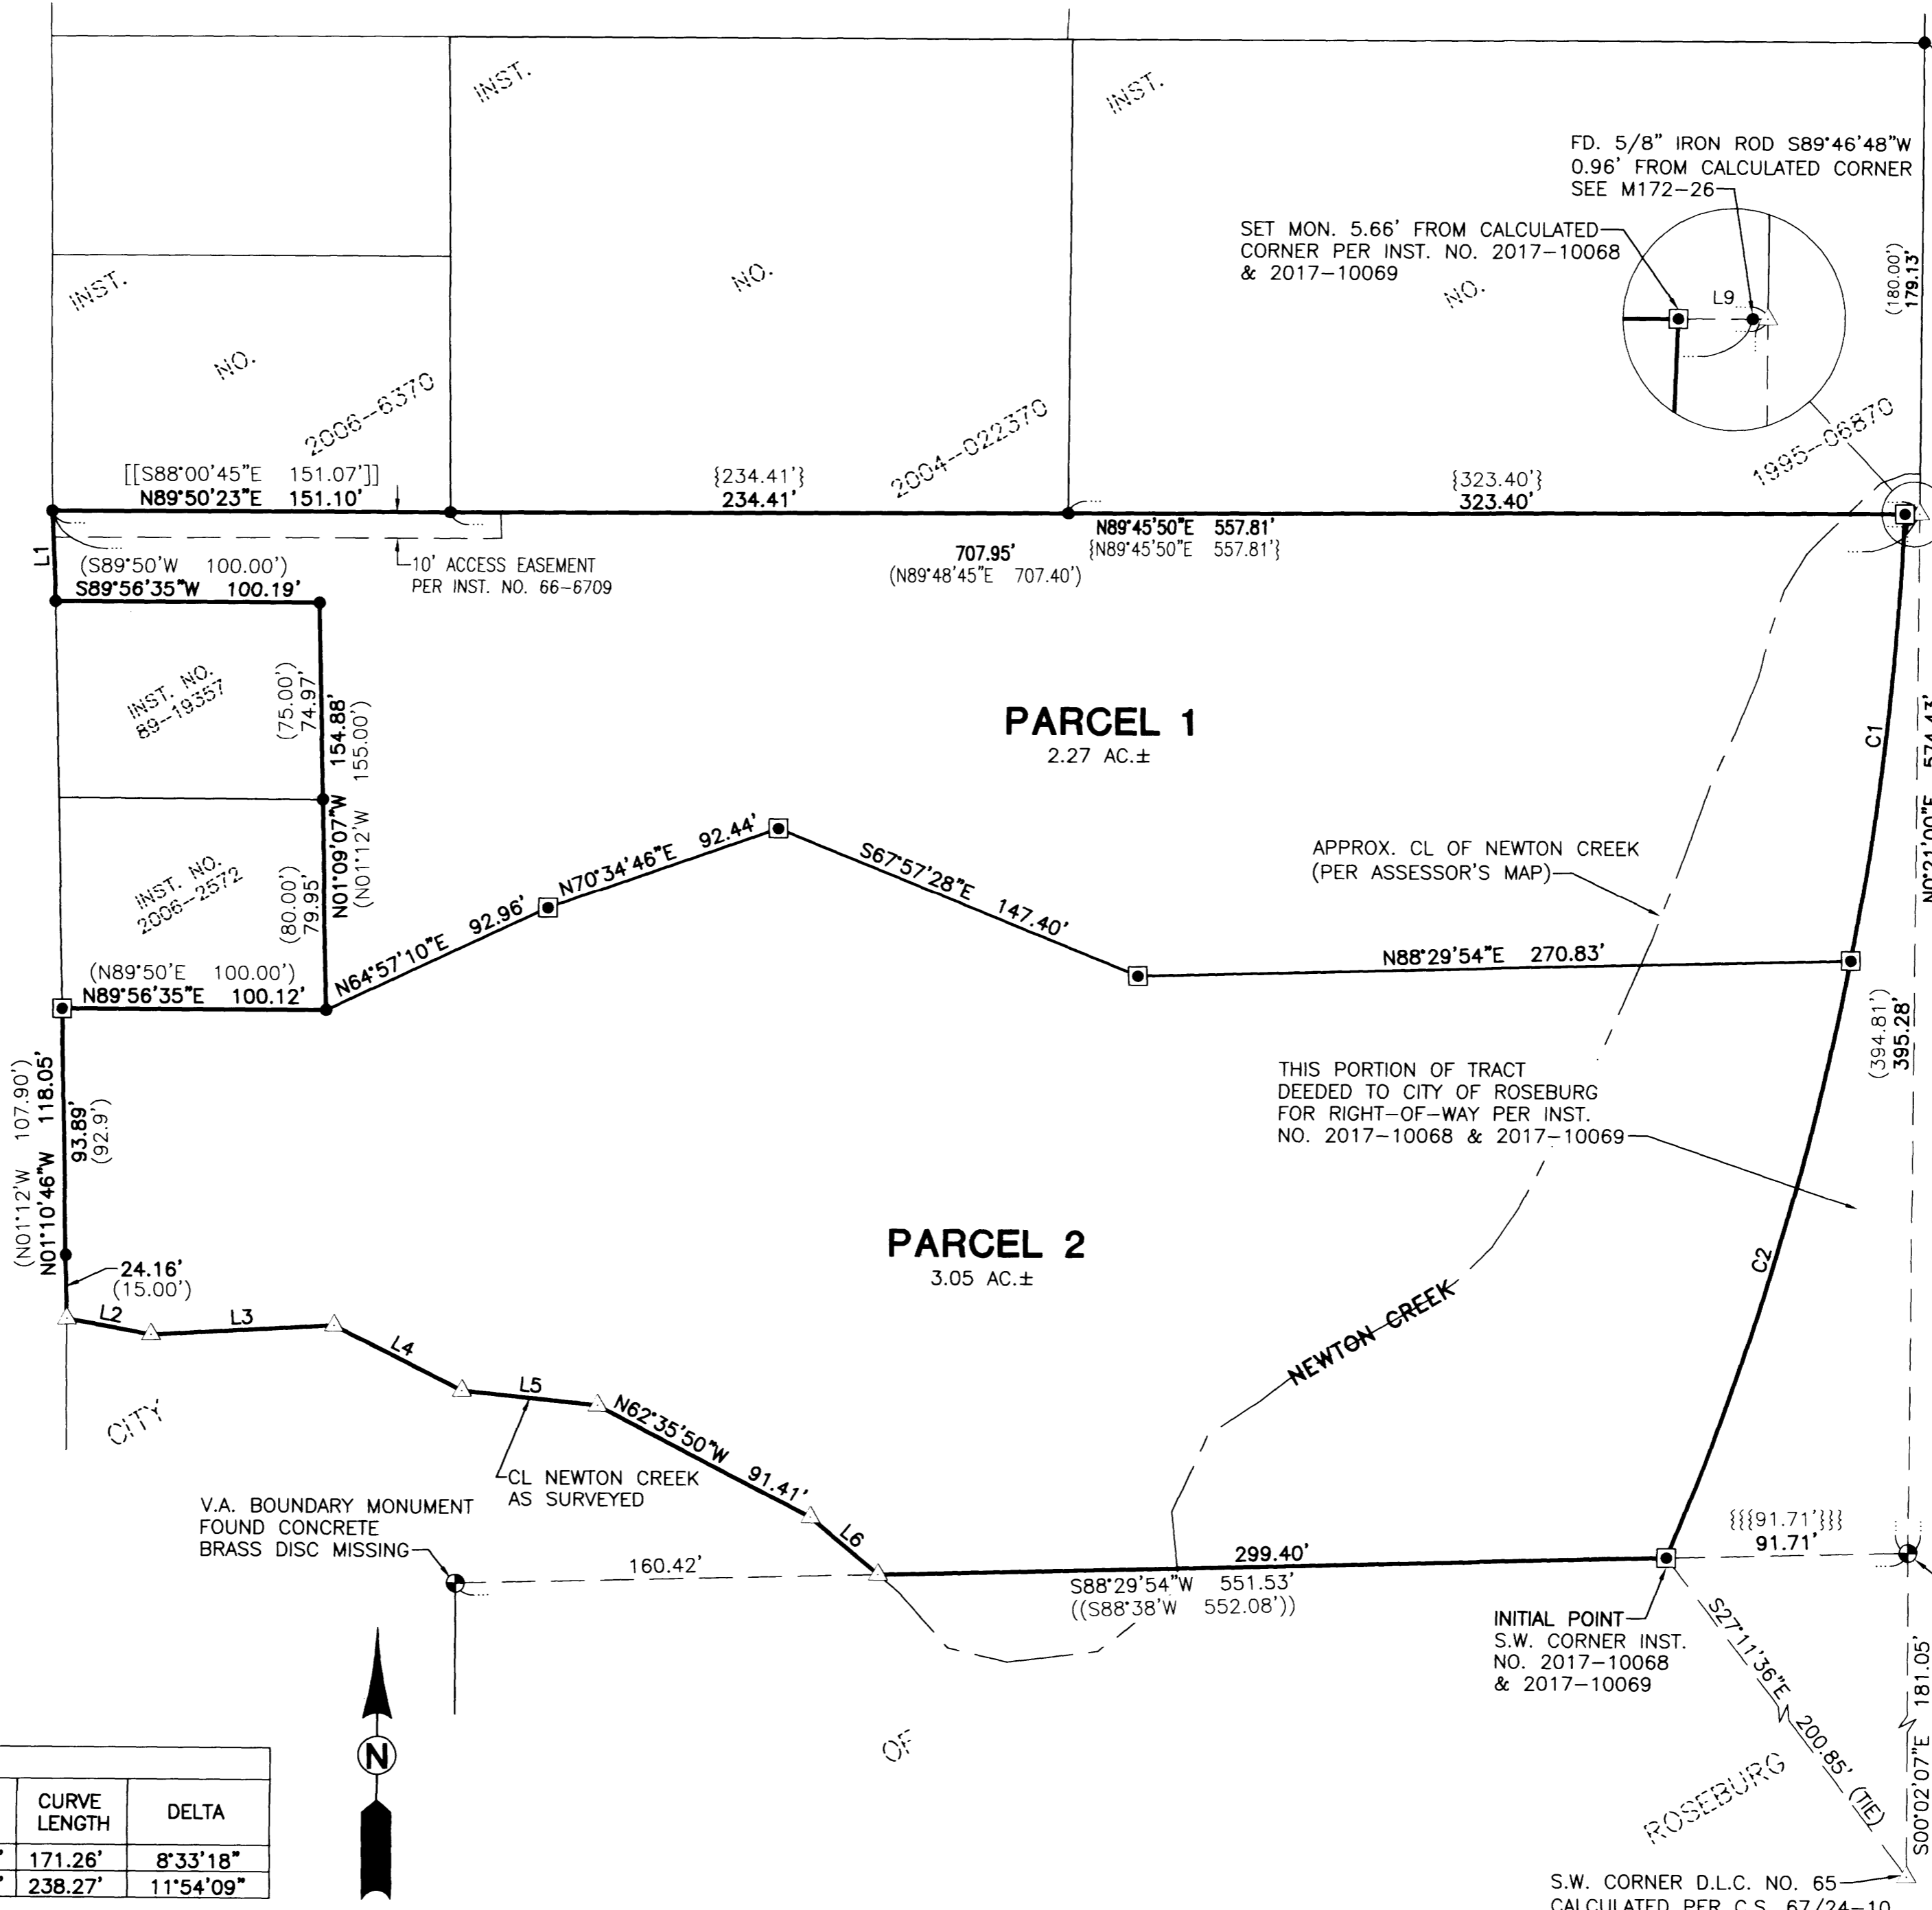 INST.
INST.
FD. 5/8" IRON ROD S89°46'48"W
0.96' FROM CALCULATED CORNER
SEE M172-26
SET MON. 5.66' FROM CALCULATED
CORNER PER INST. NO. 2017-10068
& 2017-10069
L9
(180.00')
179.13'
INST.
NO.
NO.
NO.
2006-6370
2004-022370
1995-06870
[[S88°00'45"E 151.07']]
N89°50'23"E 151.10'
{234.41'}
234.41'
{323.40'}
323.40'
N89°45'50"E 557.81'
{N89°45'50"E 557.81'}
707.95'
(N89°48'45"E 707.40')
10' ACCESS EASEMENT
PER INST. NO. 66-6709
L1
(S89°50'W 100.00')
S89°56'35"W 100.19'
INST. NO.
89-19357
(75.00')
74.97'
N01°09'07"W 154.88'
(N01°12'W 155.00')
INST. NO.
2006-2572
(80.00')
79.95'
(N89°50'E 100.00')
N89°56'35"E 100.12'
PARCEL 1
2.27 AC.±
C1
N0°21'00"E 574.43'
N64°57'10"E 92.96'
N70°34'46"E 92.44'
S67°57'28"E 147.40'
N88°29'54"E 270.83'
APPROX. CL OF NEWTON CREEK
(PER ASSESSOR'S MAP)
(394.81')
395.28'
THIS PORTION OF TRACT
DEEDED TO CITY OF ROSEBURG
FOR RIGHT-OF-WAY PER INST.
NO. 2017-10068 & 2017-10069
(N01°12'W 107.90')
N01°10'46"W 118.05'
93.89'
(92.9')
24.16'
(15.00')
PARCEL 2
3.05 AC.±
C2
NEWTON CREEK
L2
L3
L4
L5
N62°35'50"W 91.41'
L6
CITY
CL NEWTON CREEK
AS SURVEYED
V.A. BOUNDARY MONUMENT
FOUND CONCRETE
BRASS DISC MISSING
160.42'
299.40'
S88°29'54"W 551.53'
((S88°38'W 552.08'))
{{{91.71'}}}
91.71'
INITIAL POINT
S.W. CORNER INST.
NO. 2017-10068
& 2017-10069
S27°11'36"E 200.85' (TIE)
S00°02'07"E 181.05'
N
OF
ROSEBURG
CURVE
LENGTH
DELTA
171.26' 8°33'18"
238.27' 11°54'09"
S.W. CORNER D.L.C. NO. 65
CALCULATED PER C.S. 67/24-10